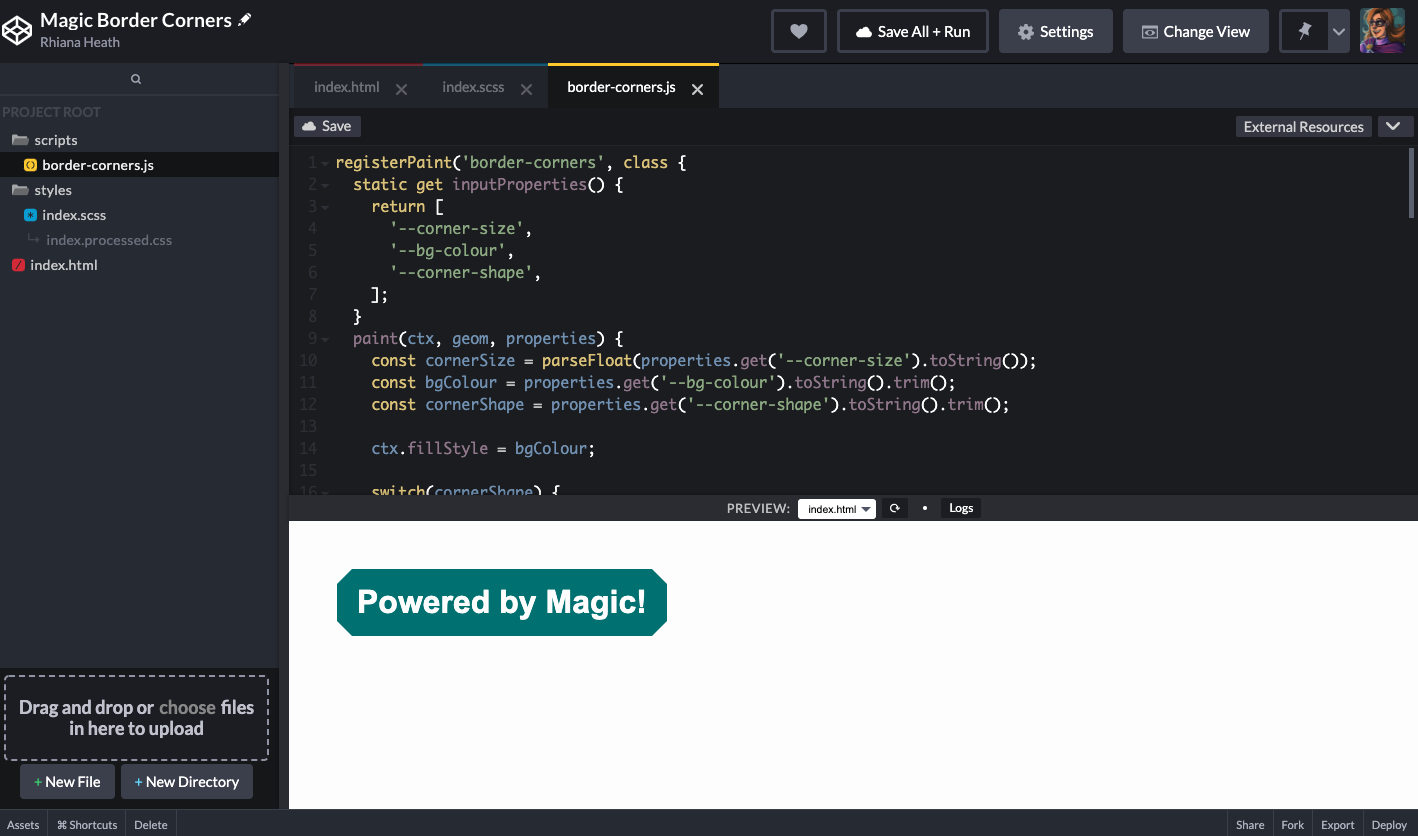 Magic Border Corners
Rhiana Heath
Save All + Run
Settings
Change View
PROJECT ROOT
scripts
border-corners.js
styles
index.scss
index.processed.css
index.html
Drag and drop or choose files
in here to upload
+ New File
+ New Directory
index.html
index.scss
border-corners.js
Save
External Resources
1 registerPaint('border-corners', class {
2 static get inputProperties() {
3 return [
4 '--corner-size',
5 '--bg-colour',
6 '--corner-shape',
7 ];
8 }
9 paint(ctx, geom, properties) {
10 const cornerSize = parseFloat(properties.get('--corner-size').toString());
11 const bgColour = properties.get('--bg-colour').toString().trim();
12 const cornerShape = properties.get('--corner-shape').toString().trim();
13
14 ctx.fillStyle = bgColour;
15
16 switch(cornerShape) {
PREVIEW: index.html • Logs
Powered by Magic!
Assets
⌘ Shortcuts
Delete
Share
Fork
Export
Deploy